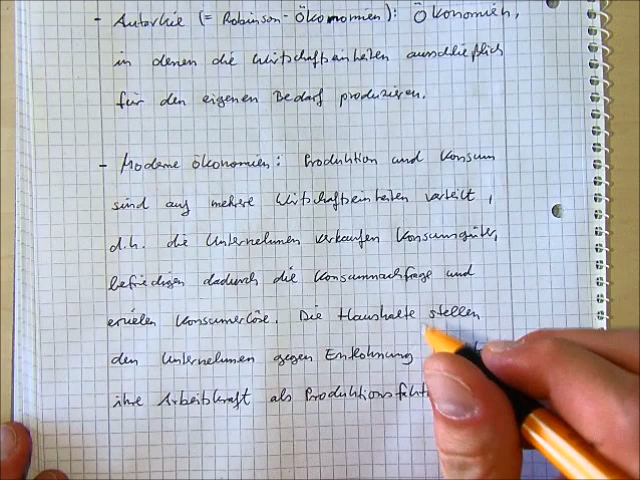 - Autarkie (= Robinson-Ökonomien): Ökonomien,
in denen die Wirtschaftseinheiten ausschließlich
für den eigenen Bedarf produzieren.
- Moderne Ökonomien: Produktion und Konsum
sind auf mehrere Wirtschaftseinheiten verteilt,
d.h. die Unternehmen verkaufen Konsumgüter,
befriedigen dadurch die Konsumnachfrage und
erzielen Konsumerlöse. Die Haushalte stellen
den Unternehmen gegen Entlohnung
ihre Arbeitskraft als Produktionsfakt